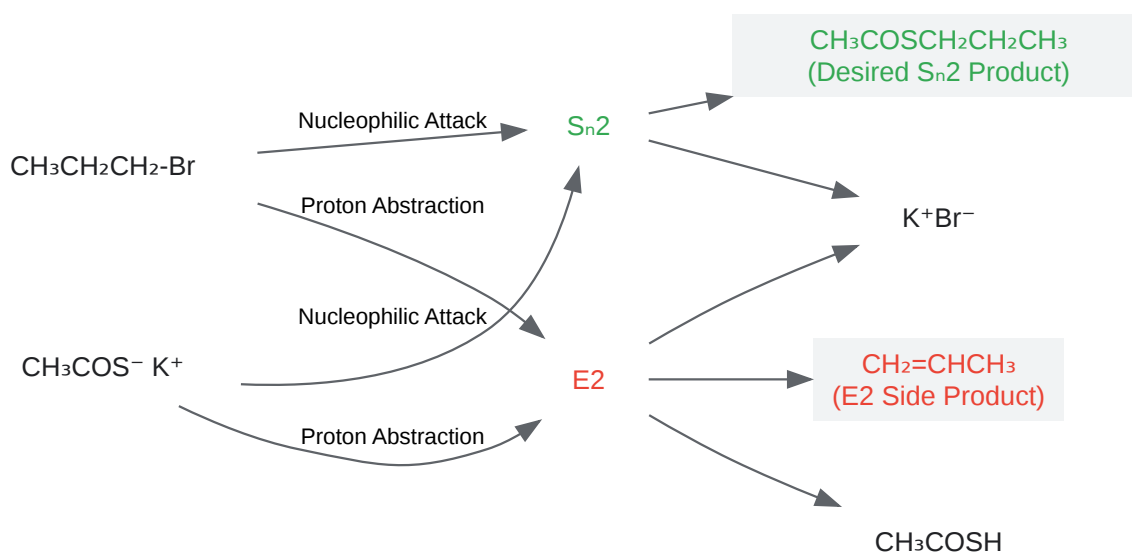 CH₃COSCH₂CH₂CH₃
(Desired Sₙ2 Product)
Nucleophilic Attack
Sₙ2
CH₃CH₂CH₂-Br
Proton Abstraction
K⁺Br⁻
Nucleophilic Attack
CH₃COS⁻ K⁺
E2
CH₂=CHCH₃
(E2 Side Product)
Proton Abstraction
CH₃COSH